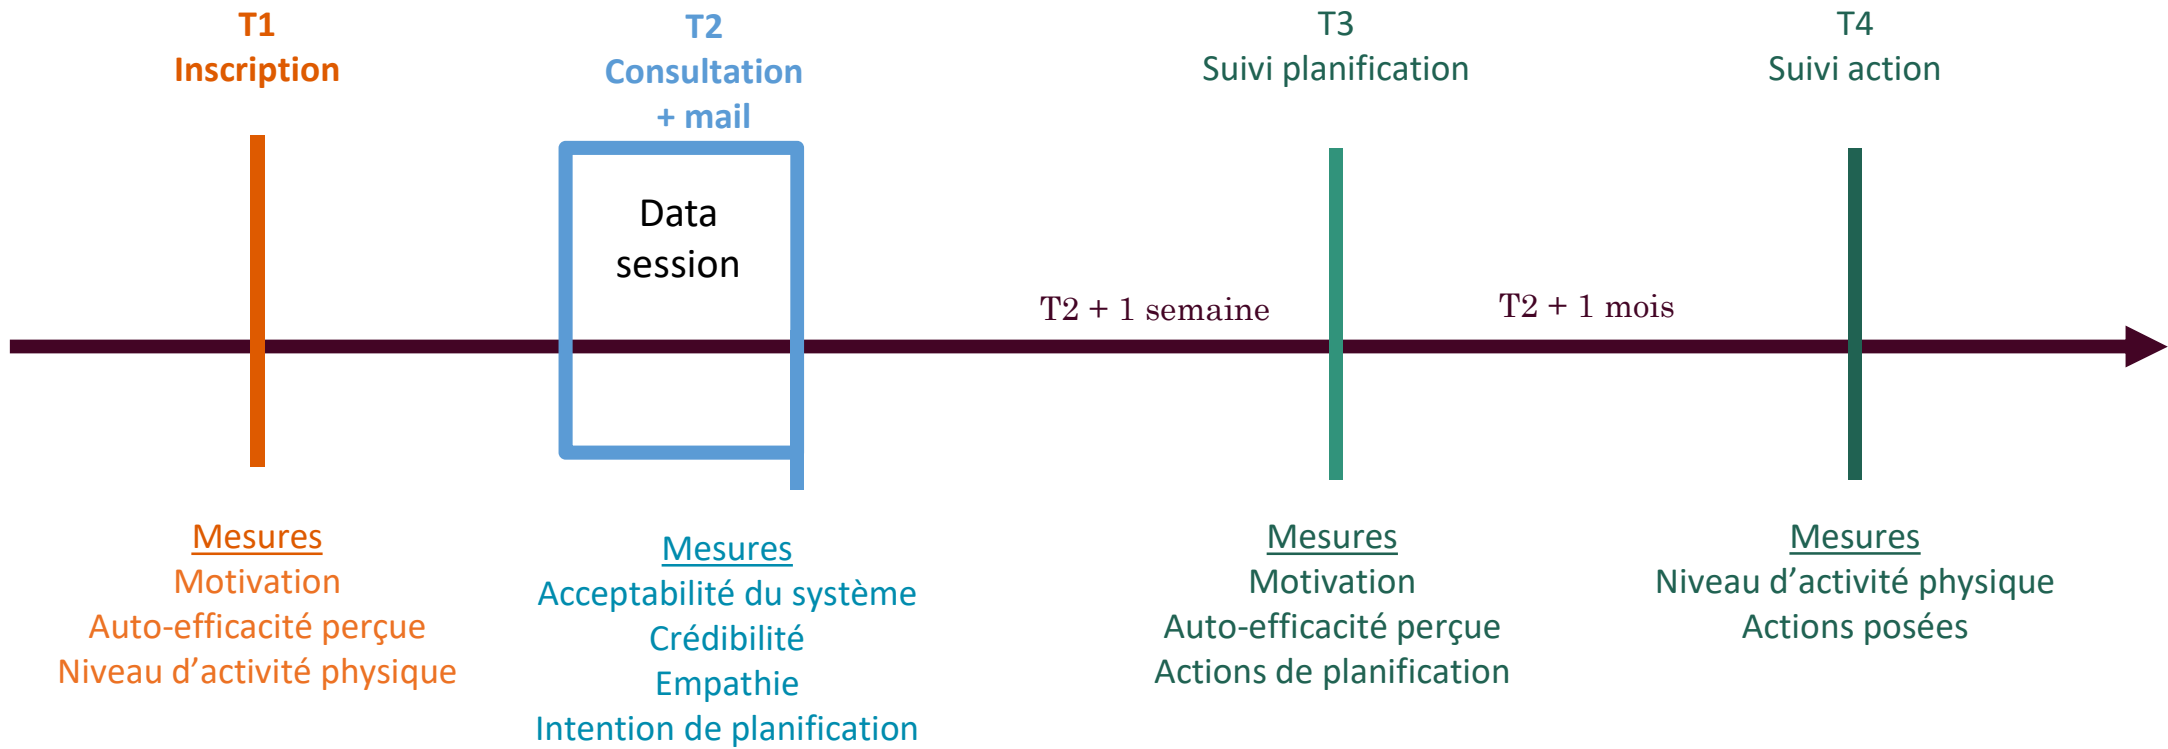 T1
Inscription
T2
Consultation
+ mail
T3
Suivi planification
T4
Suivi action
Data
session
T2 + 1 semaine
T2 + 1 mois
Mesures
Motivation
Auto-efficacité perçue
Niveau d’activité physique
Mesures
Acceptabilité du système
Crédibilité
Empathie
Intention de planification
Mesures
Motivation
Auto-efficacité perçue
Actions de planification
Mesures
Niveau d’activité physique
Actions posées